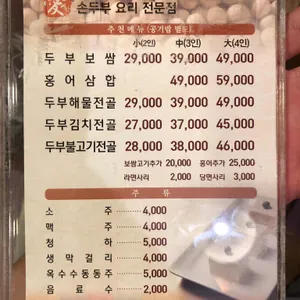 손두부 요리 전문점
추천메뉴 (공기밥 별도)
小(2인) 中(3인) 大(4인)
두부보쌈 29,000 39,000 49,000
홍어삼합 49,000 59,000
두부해물전골 29,000 39,000 49,000
두부김치전골 27,000 37,000 45,000
두부불고기전골 28,000 38,000 46,000
보쌈고기추가 20,000 홍어추가 25,000
라면사리 2,000 당면사리 3,000
주류
소주 4,000
맥주 4,000
청하 5,000
생막걸리 4,000
옥수수동동주 5,000
음료수 2,000